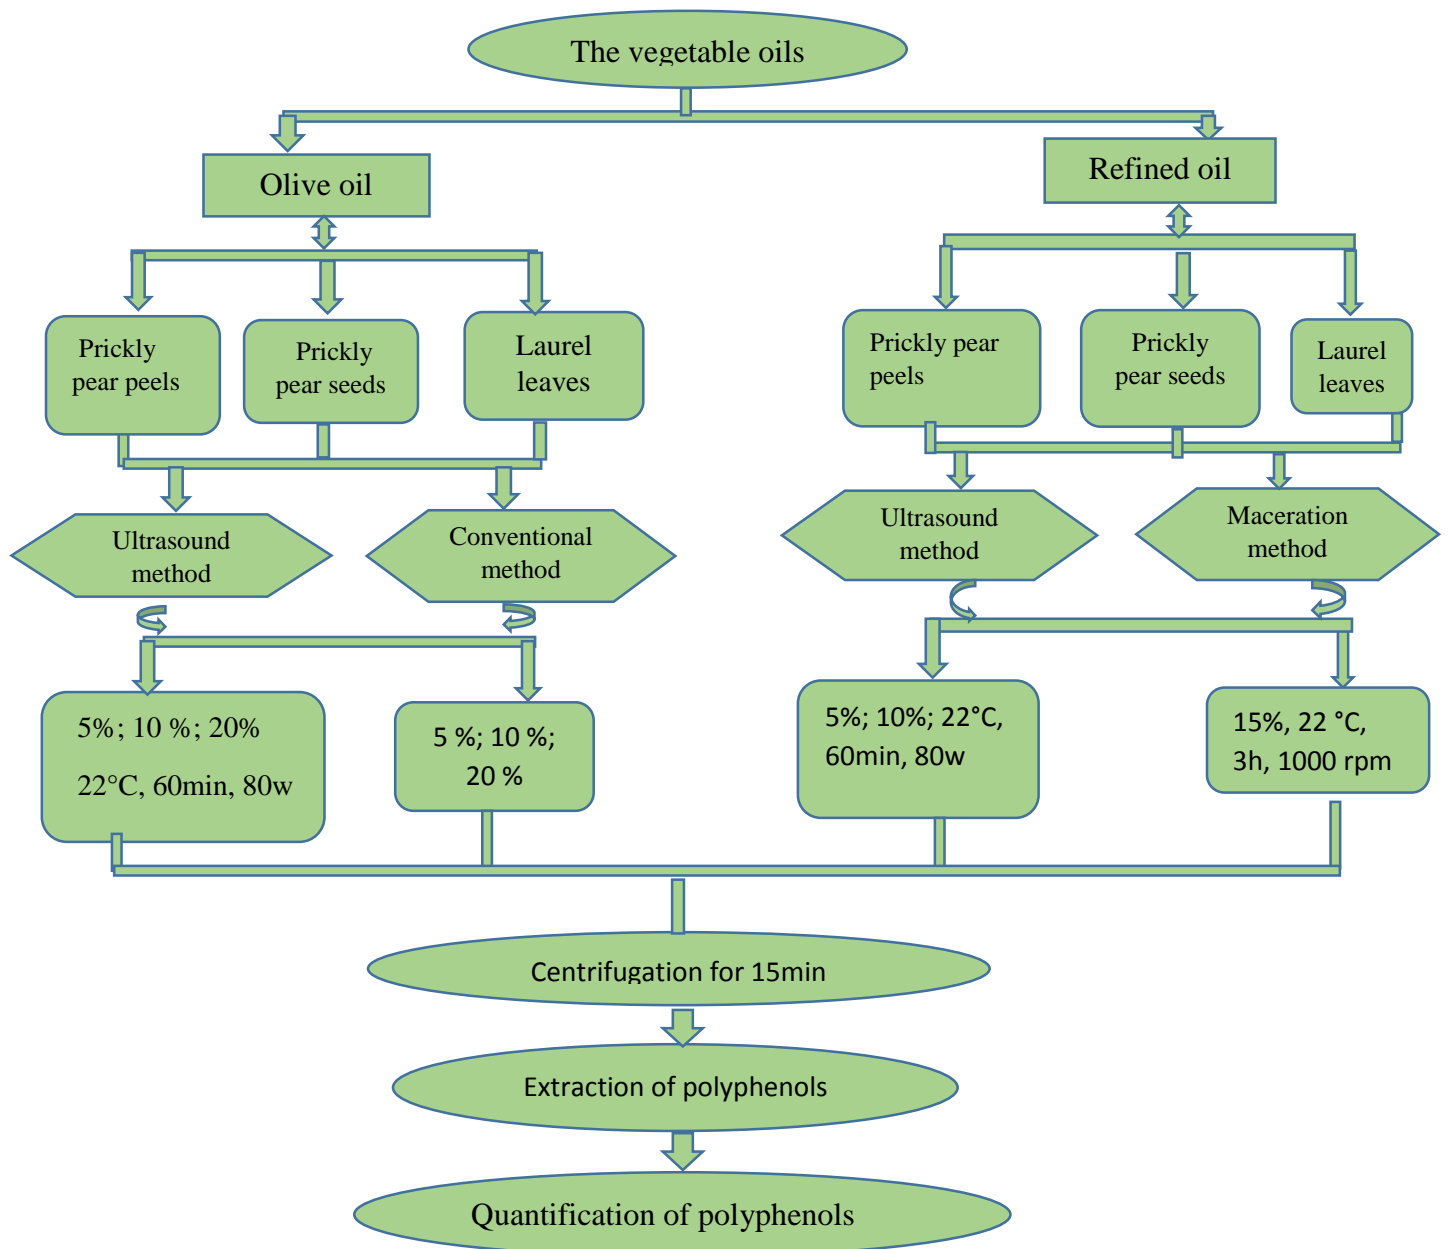 The vegetable oils
Olive oil
Refined oil
Prickly
pear peels
Prickly
pear seeds
Laurel
leaves
Prickly pear
peels
Prickly
pear seeds
Laurel
leaves
Ultrasound
method
Conventional
method
Ultrasound
method
Maceration
method
5%; 10 %; 20%
22°C, 60min, 80w
5 %; 10 %;
20 %
5%; 10%; 22°C,
60min, 80w
15%, 22 °C,
3h, 1000 rpm
Centrifugation for 15min
Extraction of polyphenols
Quantification of polyphenols